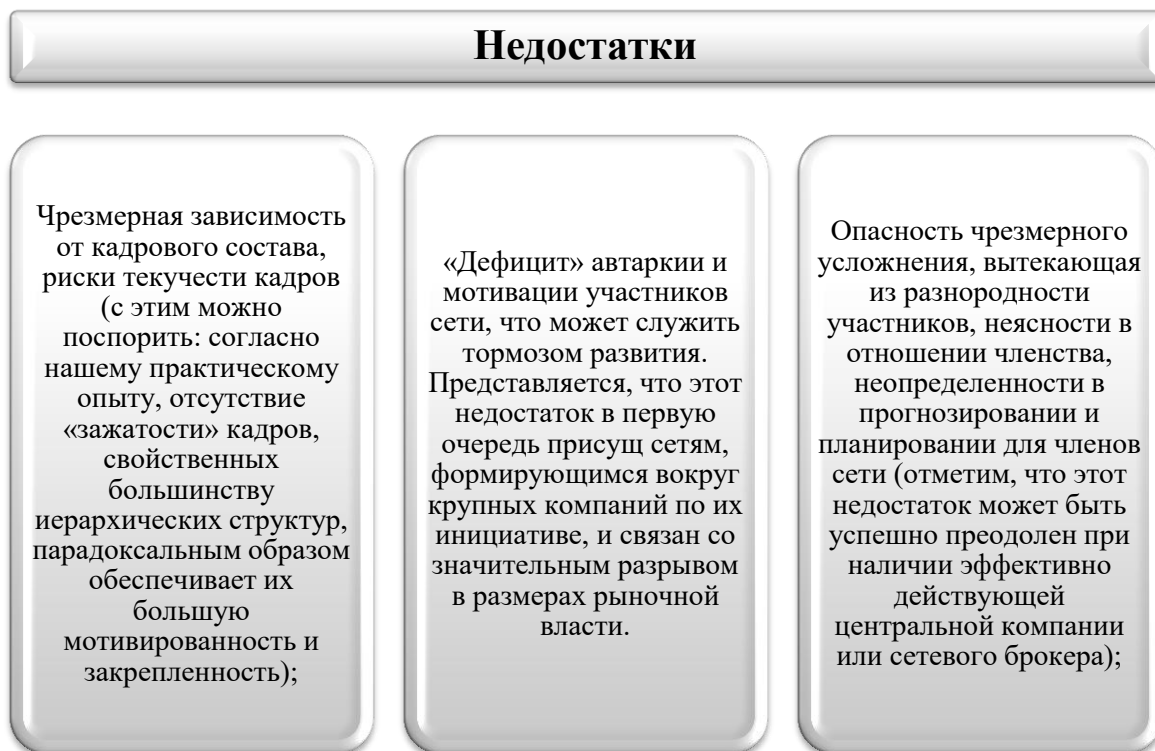 Недостатки
Чрезмерная зависимость
от кадрового состава,
риски текучести кадров
(с этим можно
поспорить: согласно
нашему практическому
опыту, отсутствие
«зажатости» кадров,
свойственных
большинству
иерархических структур,
парадоксальным образом
обеспечивает их
большую
мотивированность и
закрепленность);
«Дефицит» автаркии и
мотивации участников
сети, что может служить
тормозом развития.
Представляется, что этот
недостаток в первую
очередь присущ сетям,
формирующимся вокруг
крупных компаний по их
инициативе, и связан со
значительным разрывом
в размерах рыночной
власти.
Опасность чрезмерного
усложнения, вытекающая
из разнородности
участников, неясности в
отношении членства,
неопределенности в
прогнозировании и
планировании для членов
сети (отметим, что этот
недостаток может быть
успешно преодолен при
наличии эффективно
действующей
центральной компании
или сетевого брокера);